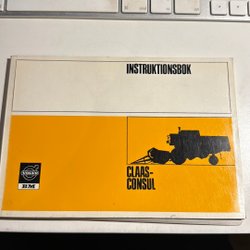 INSTRUKTIONSBOK
CLAAS-
CONSUL
VOLVO
BM